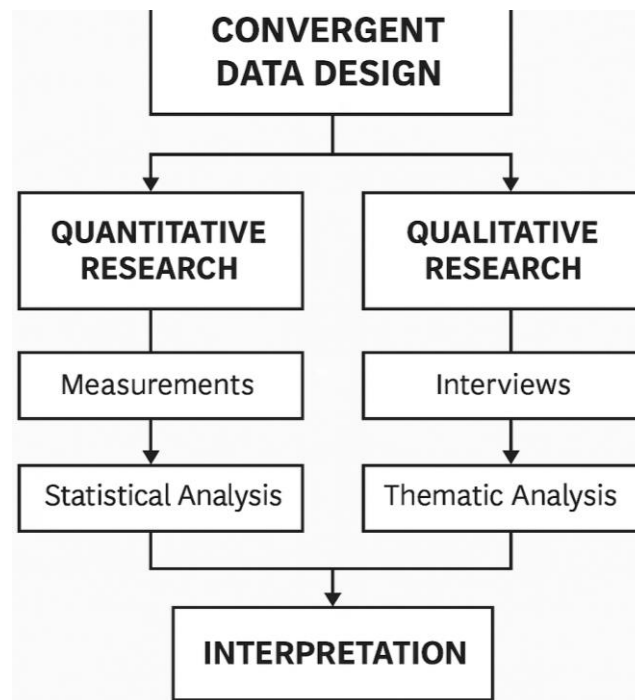 CONVERGENT
DATA DESIGN
QUANTITATIVE
RESEARCH
QUALITATIVE
RESEARCH
Measurements
Interviews
Statistical Analysis
Thematic Analysis
INTERPRETATION